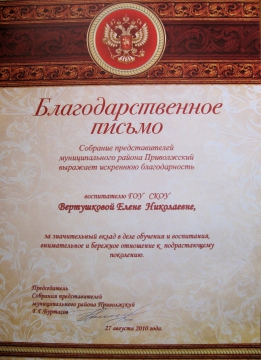 Благодарственное
письмо
Собрание представителей
муниципального района Приволжский
выражает искреннюю благодарность
воспитателю ГОУ СКОУ
Вертушковой Елене Николаевне,
за значительный вклад в деле обучения и воспитания,
внимательное и бережное отношение к подрастающему
поколению.
Председатель
Собрания представителей
муниципального района Приволжский
27 августа 2010 года.